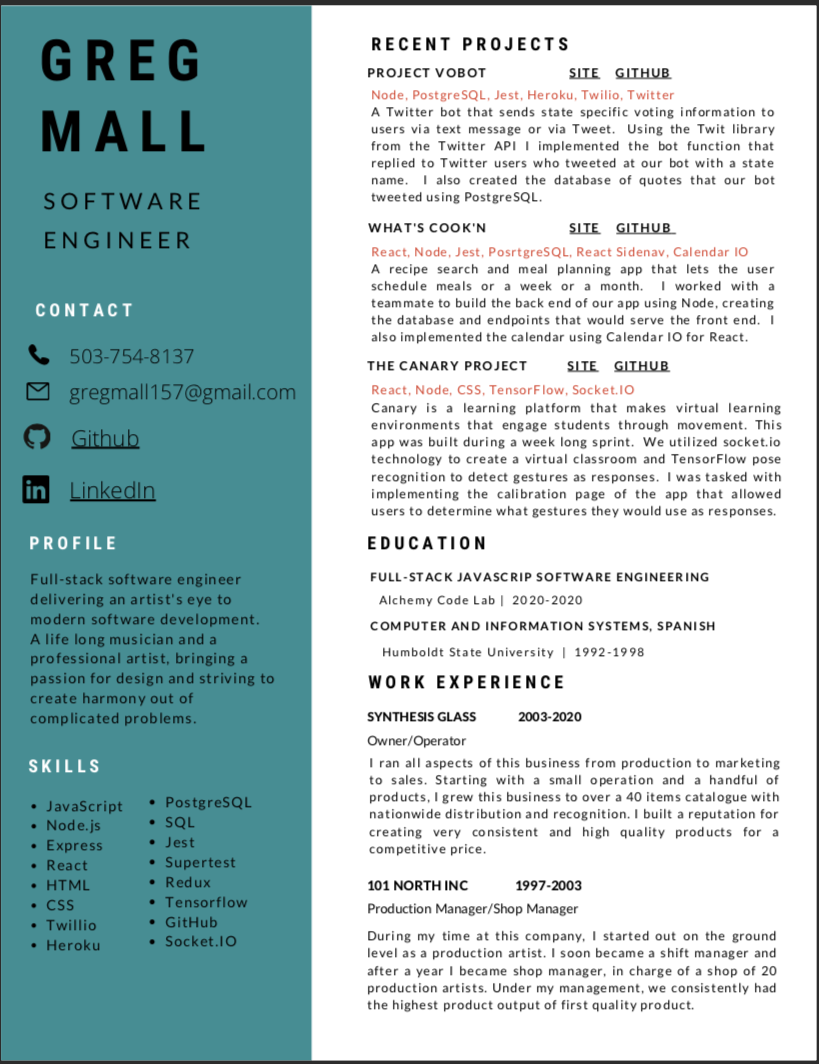 GREG
MALL
SOFTWARE
ENGINEER
CONTACT
503-754-8137
gregmall157@gmail.com
Github
LinkedIn
PROFILE
Full-stack software engineer
delivering an artist's eye to
modern software development.
A life long musician and a
professional artist, bringing a
passion for design and striving to
create harmony out of
complicated problems.
SKILLS
• JavaScript
• Node.js
• Express
• React
• HTML
• CSS
• Twillio
• Heroku
• PostgreSQL
• SQL
• Jest
• Supertest
• Redux
• Tensorflow
• GitHub
• Socket.IO
RECENT PROJECTS
PROJECT VOBOT SITE GITHUB
Node, PostgreSQL, Jest, Heroku, Twilio, Twitter
A Twitter bot that sends state specific voting information to
users via text message or via Tweet. Using the Twit library
from the Twitter API I implemented the bot function that
replied to Twitter users who tweeted at our bot with a state
name. I also created the database of quotes that our bot
tweeted using PostgreSQL.
WHAT'S COOK'N SITE GITHUB
React, Node, Jest, PosrtgreSQL, React Sidenav, Calendar IO
A recipe search and meal planning app that lets the user
schedule meals or a week or a month. I worked with a
teammate to build the back end of our app using Node, creating
the database and endpoints that would serve the front end. I
also implemented the calendar using Calendar IO for React.
THE CANARY PROJECT SITE GITHUB
React, Node, CSS, TensorFlow, Socket.IO
Canary is a learning platform that makes virtual learning
environments that engage students through movement. This
app was built during a week long sprint. We utilized socket.io
technology to create a virtual classroom and TensorFlow pose
recognition to detect gestures as responses. I was tasked with
implementing the calibration page of the app that allowed
users to determine what gestures they would use as responses.
EDUCATION
FULL-STACK JAVASCRIP SOFTWARE ENGINEERING
Alchemy Code Lab | 2020-2020
COMPUTER AND INFORMATION SYSTEMS, SPANISH
Humboldt State University | 1992-1998
WORK EXPERIENCE
SYNTHESIS GLASS 2003-2020
Owner/Operator
I ran all aspects of this business from production to marketing
to sales. Starting with a small operation and a handful of
products, I grew this business to over a 40 items catalogue with
nationwide distribution and recognition. I built a reputation for
creating very consistent and high quality products for a
competitive price.
101 NORTH INC 1997-2003
Production Manager/Shop Manager
During my time at this company, I started out on the ground
level as a production artist. I soon became a shift manager and
after a year I became shop manager, in charge of a shop of 20
production artists. Under my management, we consistently had
the highest product output of first quality product.